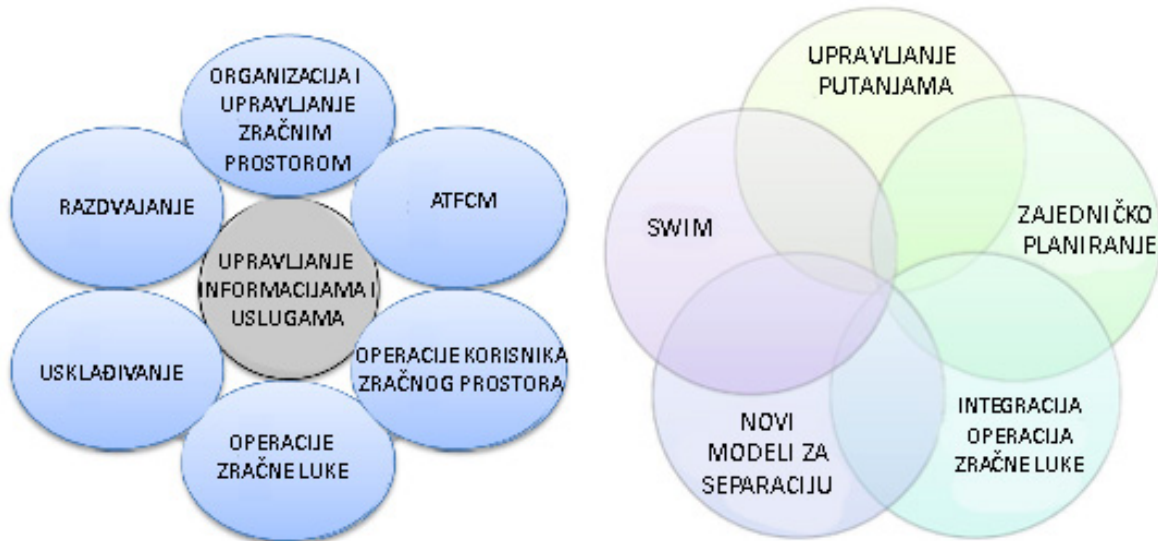 ORGANIZACIJA I
UPRAVLJANJE
ZRAČNIM
PROSTOROM
RAZDVAJANJE
ATFCM
UPRAVLJANJE
INFORMACIJAMA I
USLUGAMA
USKLAĐIVANJE
OPERACIJE KORISNIKA
ZRAČNOG PROSTORA
OPERACIJE
ZRAČNE LUKE
UPRAVLJANJE
PUTANJAMA
SWIM
ZAJEDNIČKO
PLANIRANJE
NOVI
MODELI ZA
SEPARACIJU
INTEGRACIJA
OPERACIJA
ZRAČNE LUKE